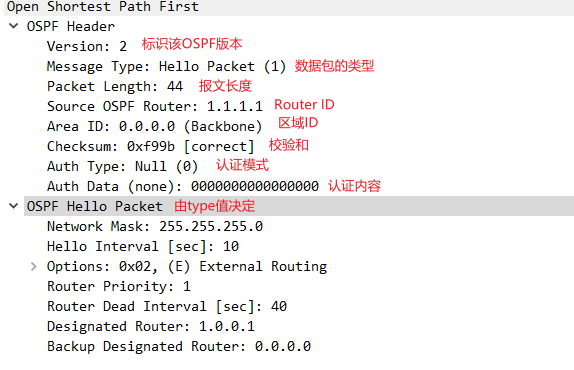 Open Shortest Path First
OSPF Header
Version: 2 标识该OSPF版本
Message Type: Hello Packet (1) 数据包的类型
Packet Length: 44 报文长度
Source OSPF Router: 1.1.1.1 Router ID
Area ID: 0.0.0.0 (Backbone) 区域ID
Checksum: 0xf99b [correct] 校验和
Auth Type: Null (0) 认证模式
Auth Data (none): 0000000000000000 认证内容
OSPF Hello Packet 由type值决定
Network Mask: 255.255.255.0
Hello Interval [sec]: 10
Options: 0x02, (E) External Routing
Router Priority: 1
Router Dead Interval [sec]: 40
Designated Router: 1.0.0.1
Backup Designated Router: 0.0.0.0